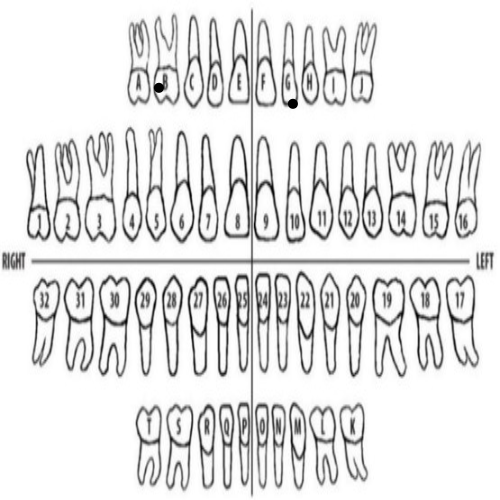 A B C D E F G H I J
1 2 3 4 5 6 7 8 9 10 11 12 13 14 15 16
RIGHT LEFT
32 31 30 29 28 27 26 25 24 23 22 21 20 19 18 17
T S R Q P O N M L K